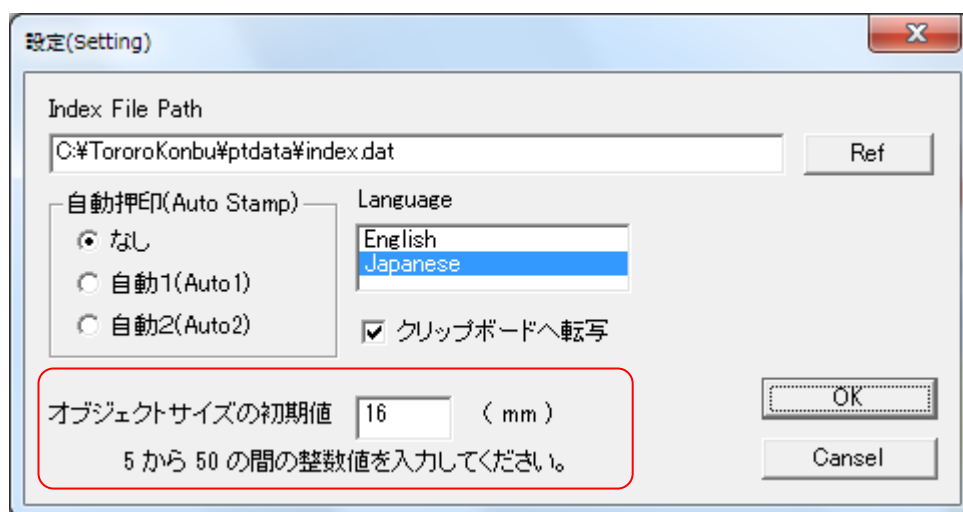 設定(Setting)
Index File Path
C:¥TororoKonbu¥ptdata¥index.dat
Ref
自動押印(Auto Stamp)
なし
自動1(Auto1)
自動2(Auto2)
Language
English
Japanese
クリップボードへ転写
オブジェクトサイズの初期値 16 (mm)
5 から 50 の間の整数値を入力してください。
OK
Cansel